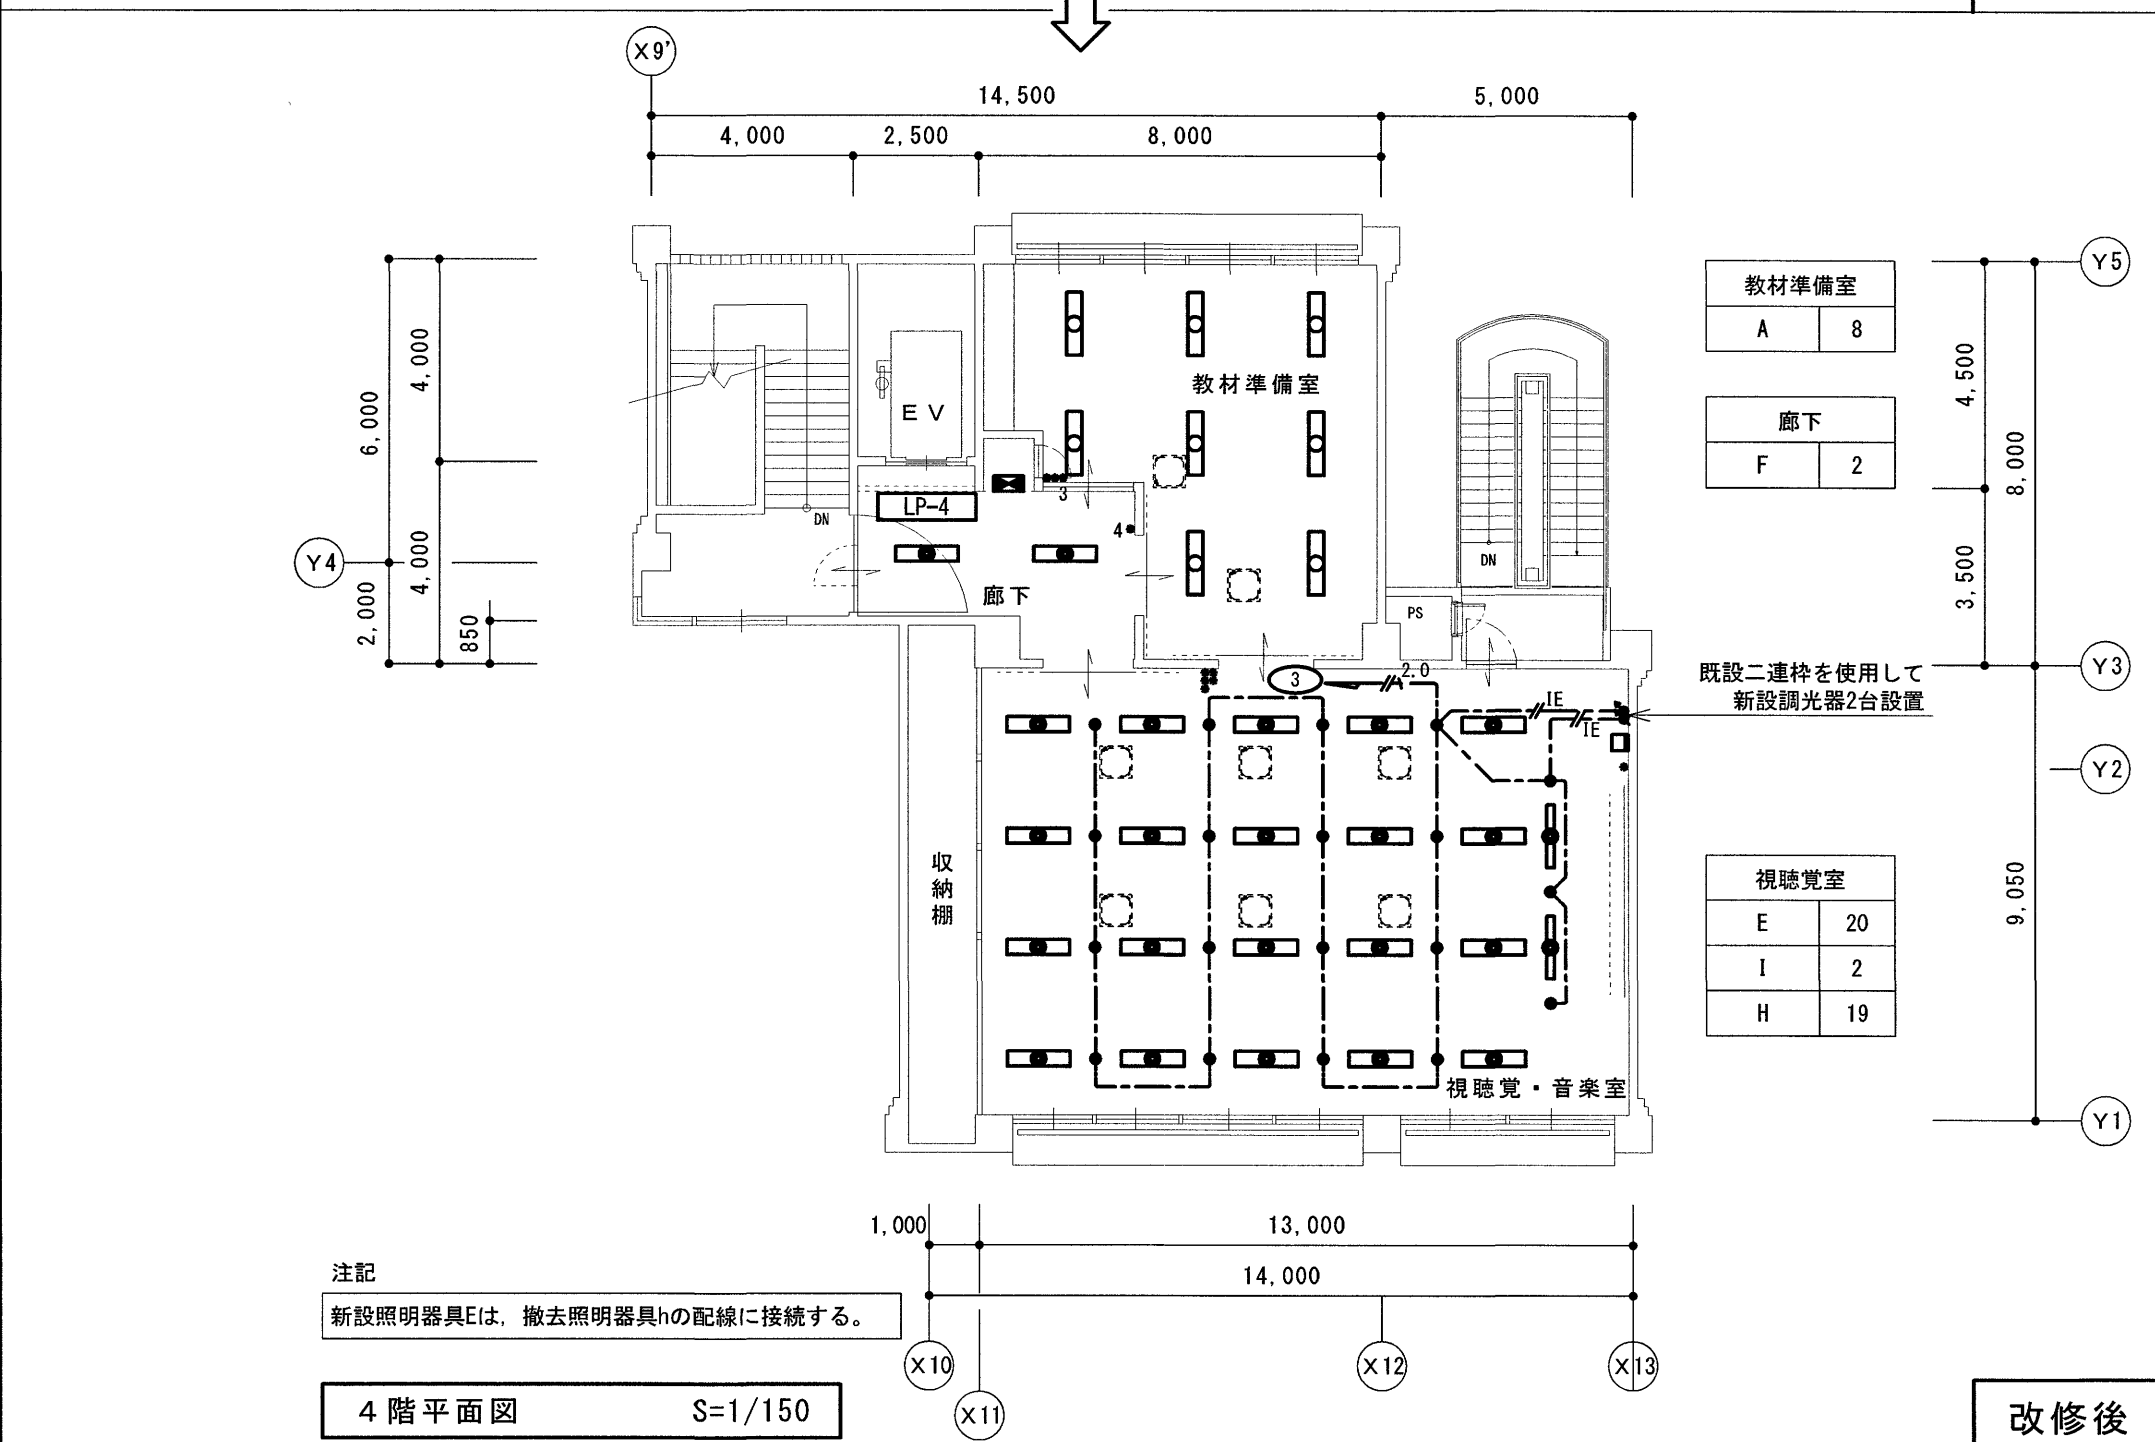 X9'
14,500
5,000
4,000
2,500
8,000
Y5
教材準備室
A 8
4,000
4,500
6,000
教材準備室
廊下
F 2
8,000
EV
3
LP-4
DN
4
DN
Y4
4,000
3,500
2,000
廊下
850
PS
Y3
既設二連枠を使用して
新設調光器2台設置
3
2.0
IE
IE
Y2
収納棚
視聴覚室
E 20
I 2
H 19
9,050
視聴覚・音楽室
Y1
1,000
13,000
14,000
注記
新設照明器具Eは，撤去照明器具hの配線に接続する。
X10
X12
X13
X11
4階平面図 S=1/150
改修後